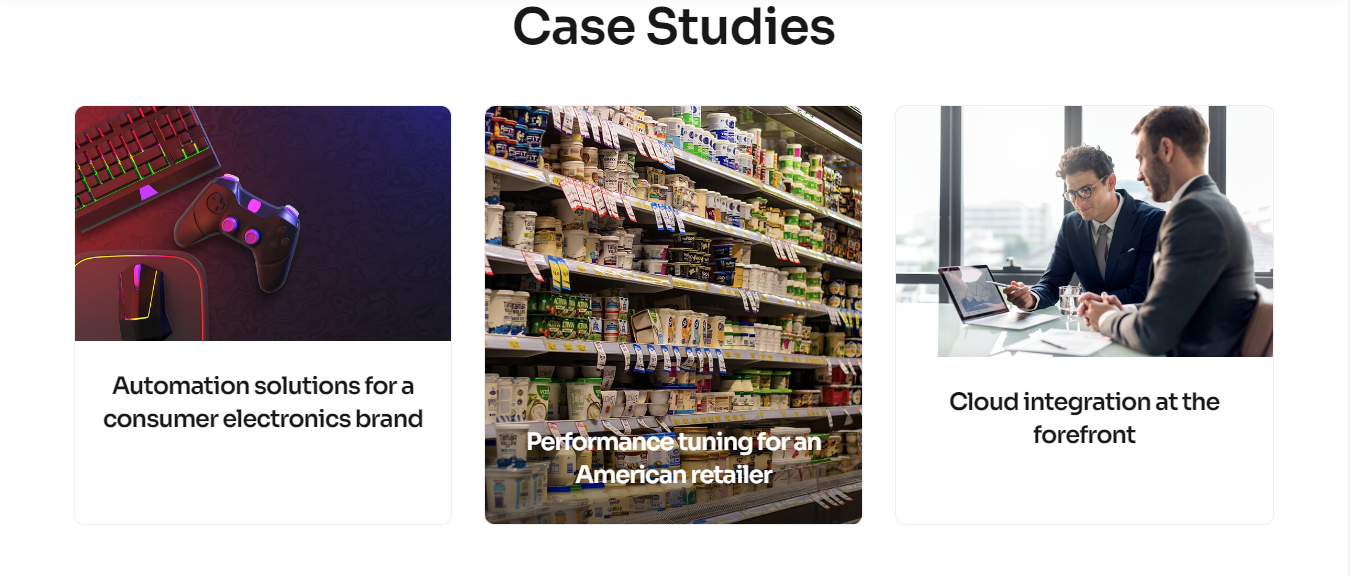 Case Studies
Automation solutions for a
consumer electronics brand
Performance tuning for an
American retailer
Cloud integration at the
forefront